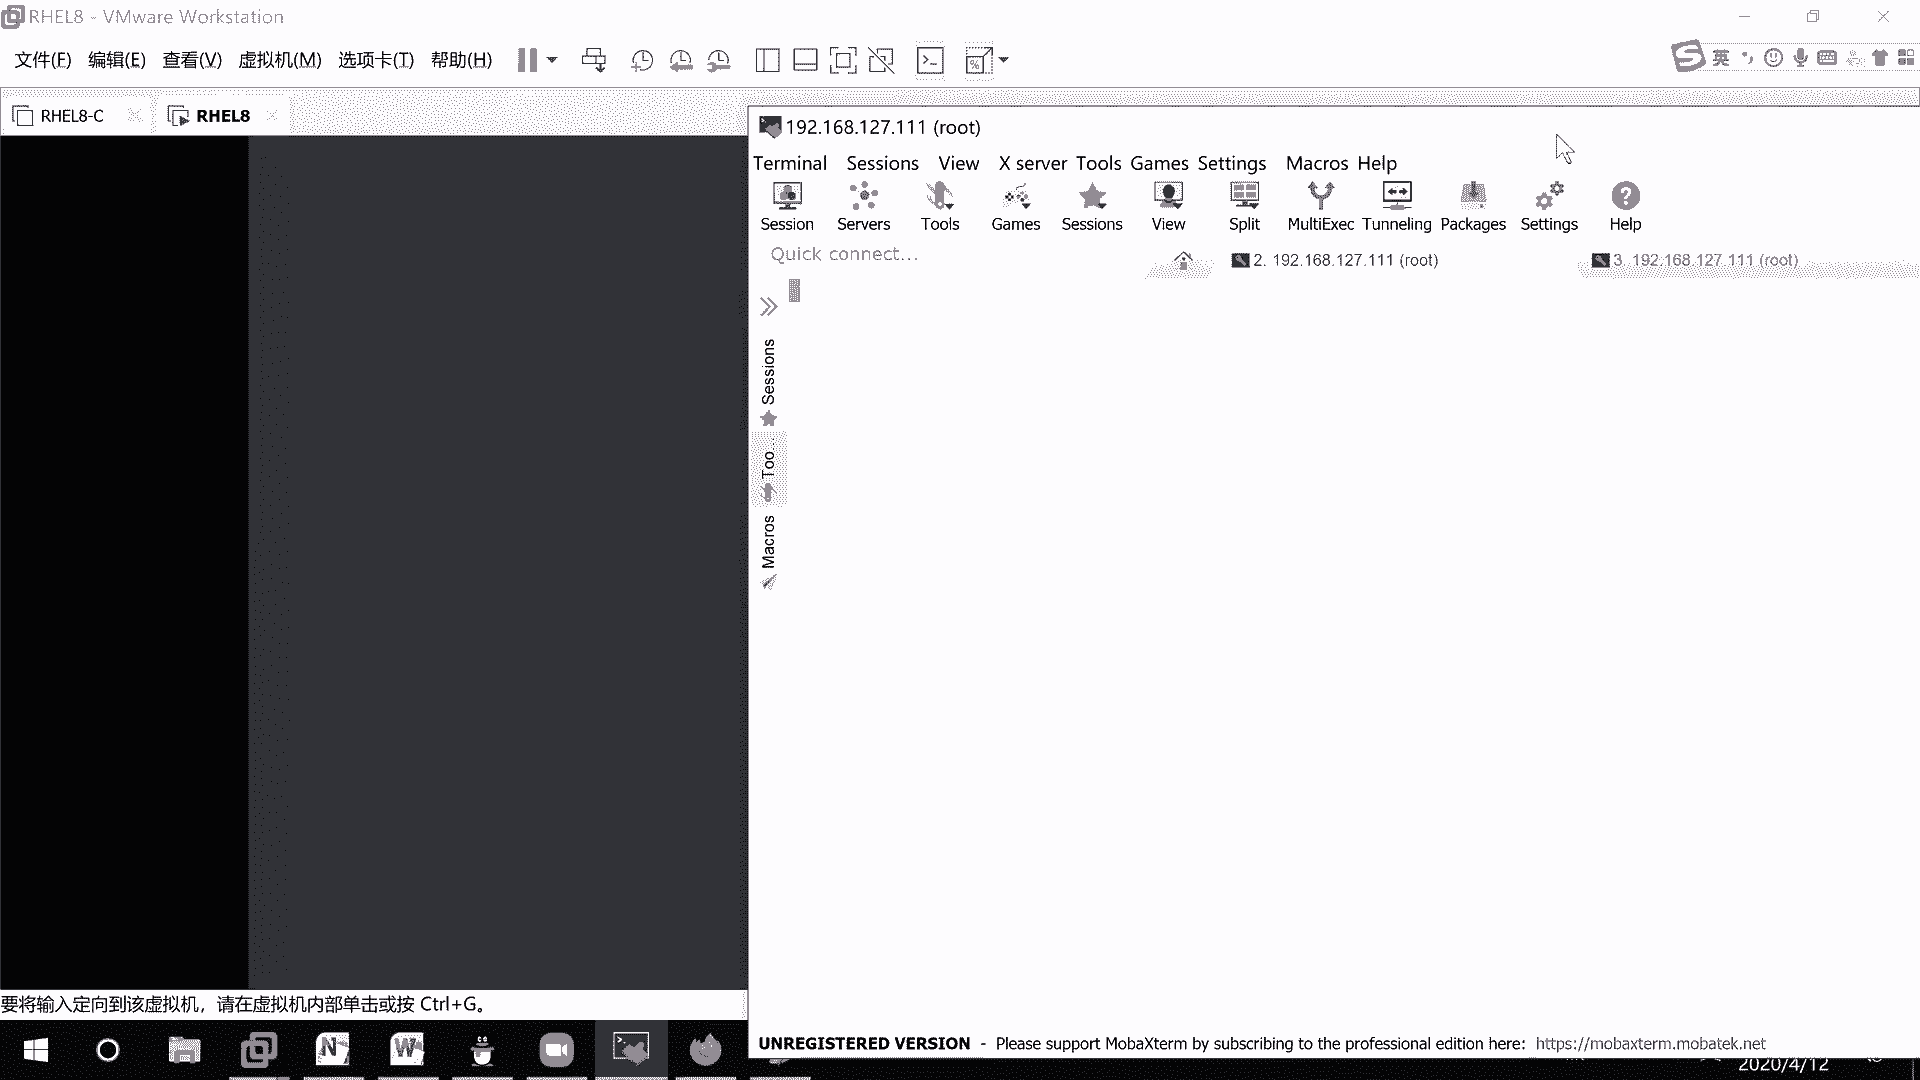 RHEL8 - VMware Workstation
文件(F) 编辑(E) 查看(V) 虚拟机(M) 选项卡(T) 帮助(H)
英
RHEL8-C RHEL8
192.168.127.111 (root)
Terminal Sessions View X server Tools Games Settings Macros Help
Session Servers Tools Games Sessions View Split MultiExec Tunneling Packages Settings Help
Quick connect...
2. 192.168.127.111 (root)
3. 192.168.127.111 (root)
Sessions
Too...
Macros
要将输入定向到该虚拟机，请在虚拟机内部单击或按 Ctrl+G。
UNREGISTERED VERSION - Please support MobaXterm by subscribing to the professional edition here: https://mobaxterm.mobatek.net
2020/4/12